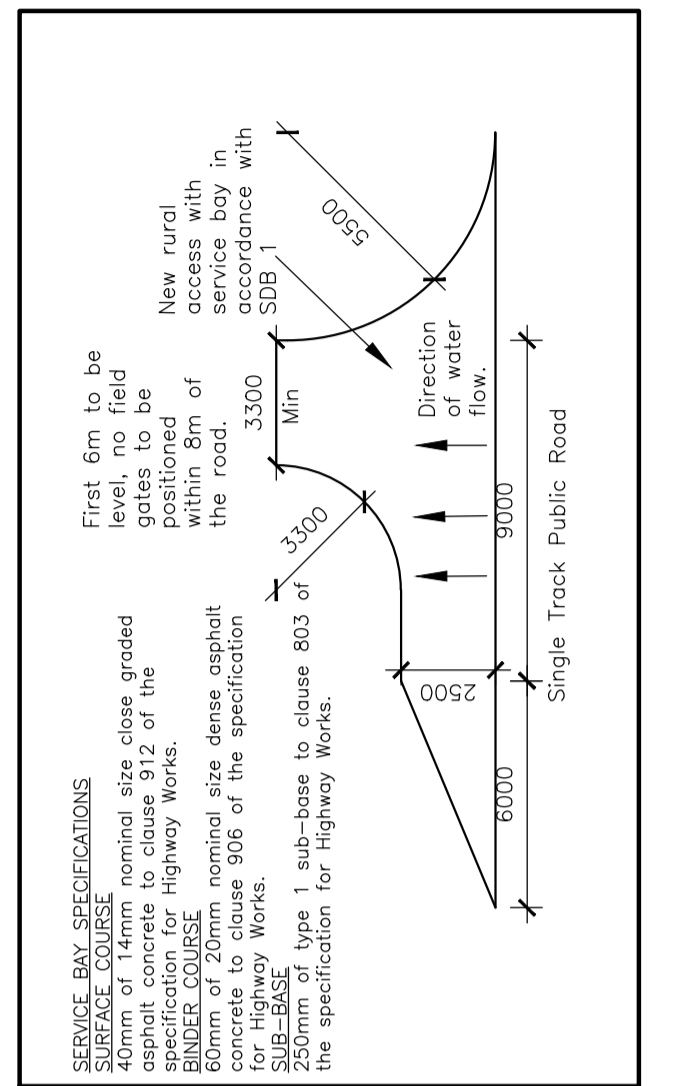 SERVICE BAY SPECIFICATIONS
SURFACE COURSE
40mm of 14mm nominal size close graded
asphalt concrete to clause 912 of the
specification for Highway Works.
BINDER COURSE
60mm of 20mm nominal size dense asphalt
concrete to clause 906 of the specification
for Highway Works.
SUB-BASE
250mm of type 1 sub-base to clause 803 of
the specification for Highway Works.
First 6m to be
level, no field
gates to be
positioned
within 8m of
the road.
New rural
access with
service bay in
accordance with
SDB 1
3300
Min
3300
5500
Direction
of water
flow.
2500
6000
9000
Single Track Public Road